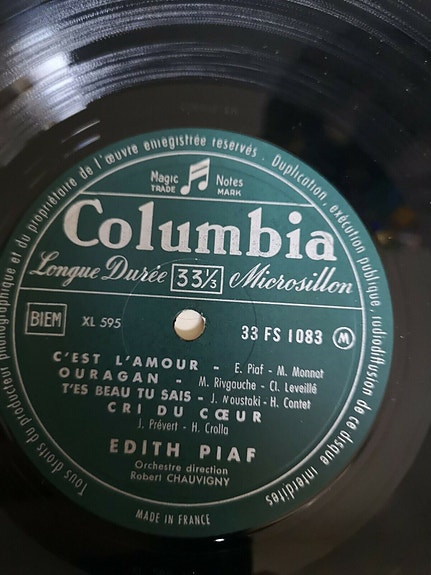 Tous droits du producteur phonographique et du propriétaire de l'œuvre enregistrée réservés. Duplication, exécution publique, radiodiffusion de ce disque interdites
Magic Notes
TRADE MARK
Columbia
Longue Durée 33⅓ Microsillon
BIEM XL 595 33 FS 1083 M
C'EST L'AMOUR - E. Piaf - M. Monnot
OURAGAN - M. Rivgauche - Cl. Leveillé
T'ES BEAU TU SAIS - J. Moustaki - H. Contet
CRI DU CŒUR
J. Prévert - H. Crolla
EDITH PIAF
Orchestre direction
Robert CHAUVIGNY
MADE IN FRANCE